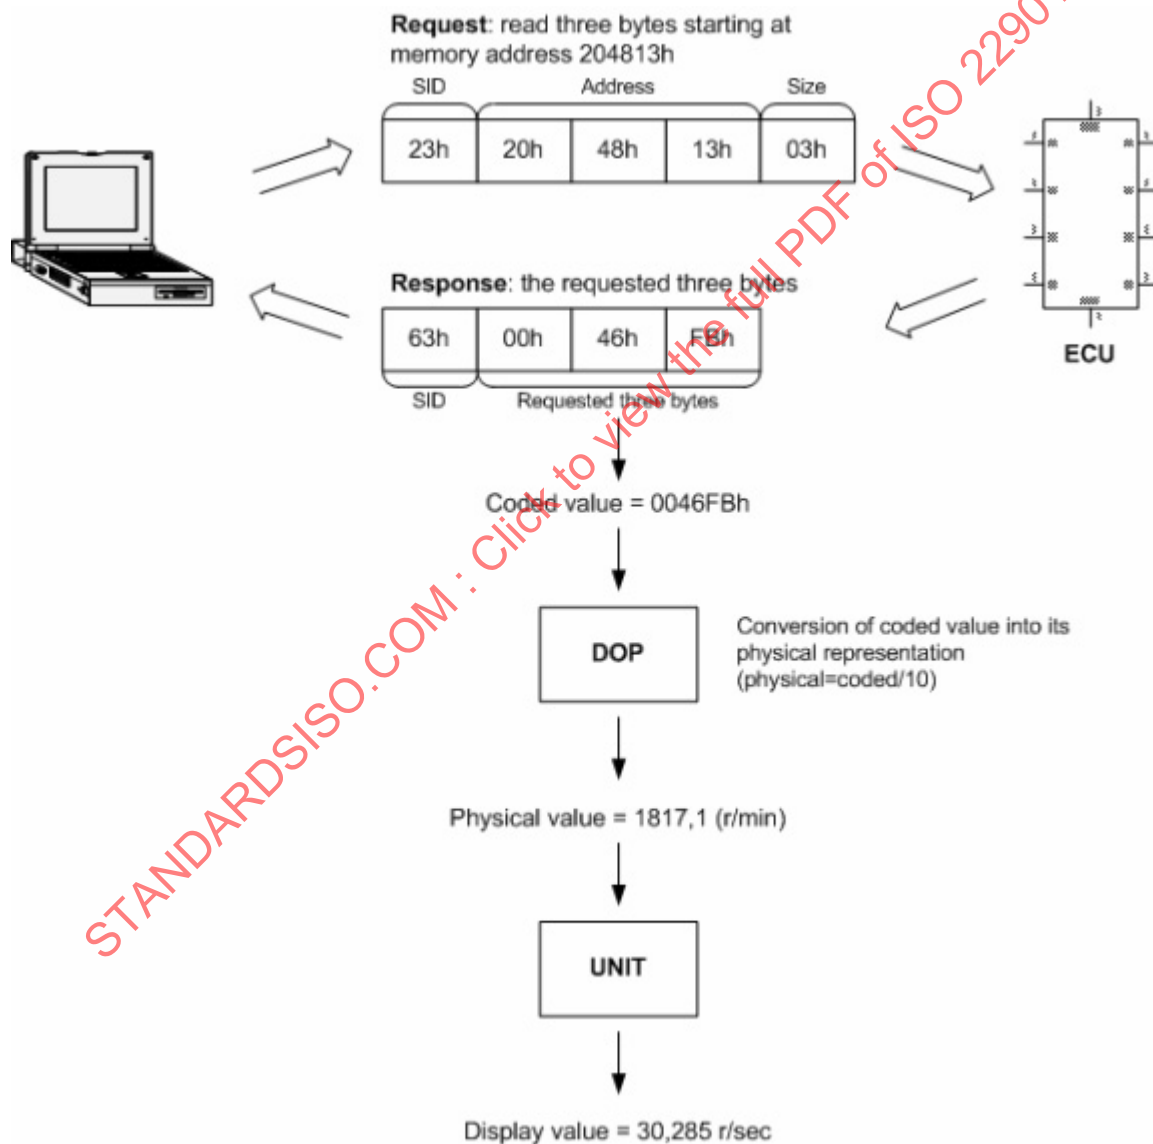 Request: read three bytes starting at
memory address 204813h
SID Address Size
23h 20h 48h 13h 03h
Response: the requested three bytes
63h 00h 46h FBh
ECU
SID Requested three bytes
Coded value = 0046FBh
DOP
Conversion of coded value into its
physical representation
(physical=coded/10)
Physical value = 1817,1 (r/min)
UNIT
Display value = 30,285 r/sec
STANDARDSISO.COM : Click to view the full PDF of ISO 2290